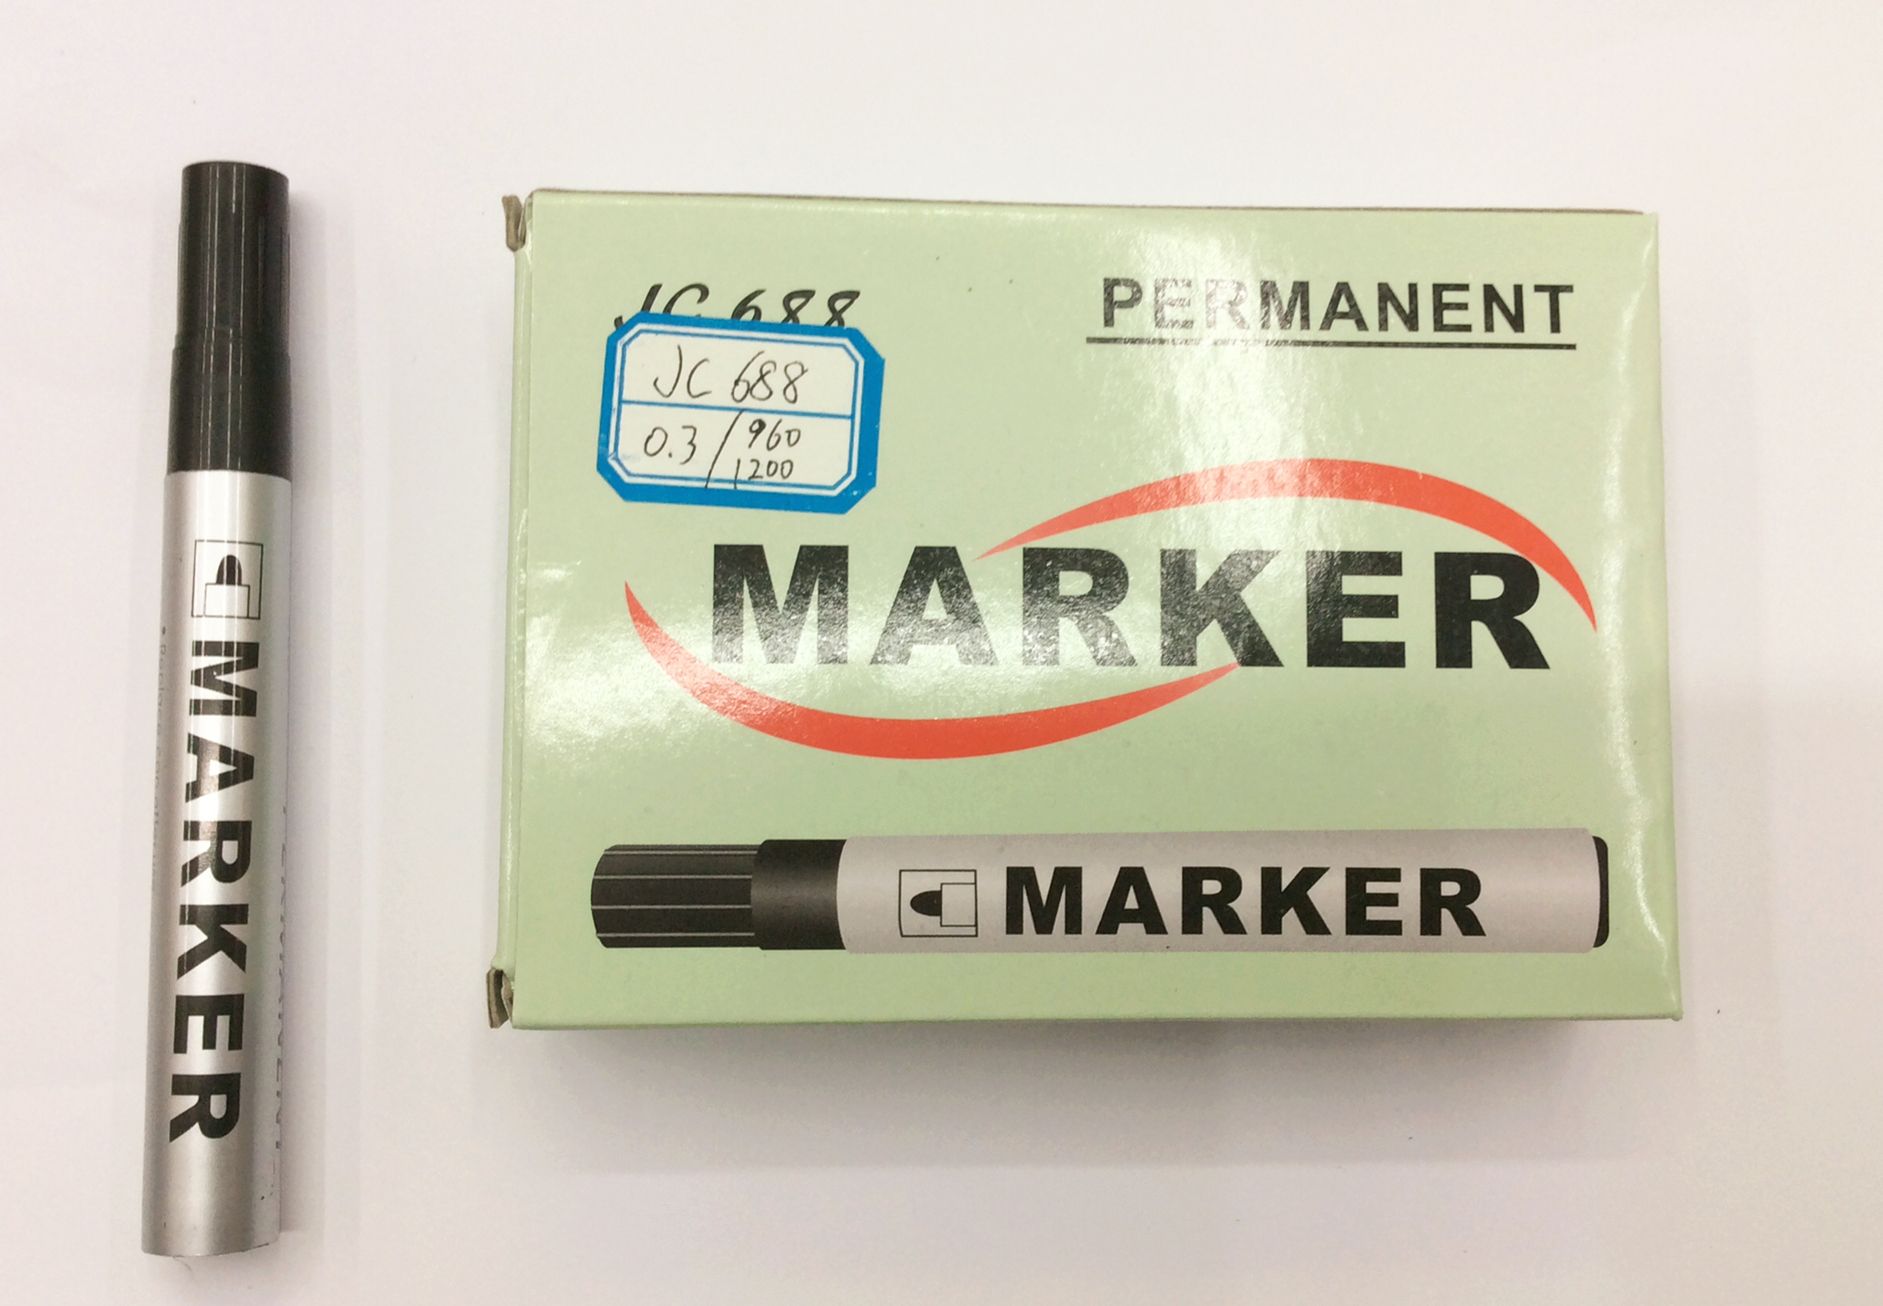 MARKER
JC 688
PERMANENT
JC 688
0.3/960
1200
MARKER
MARKER